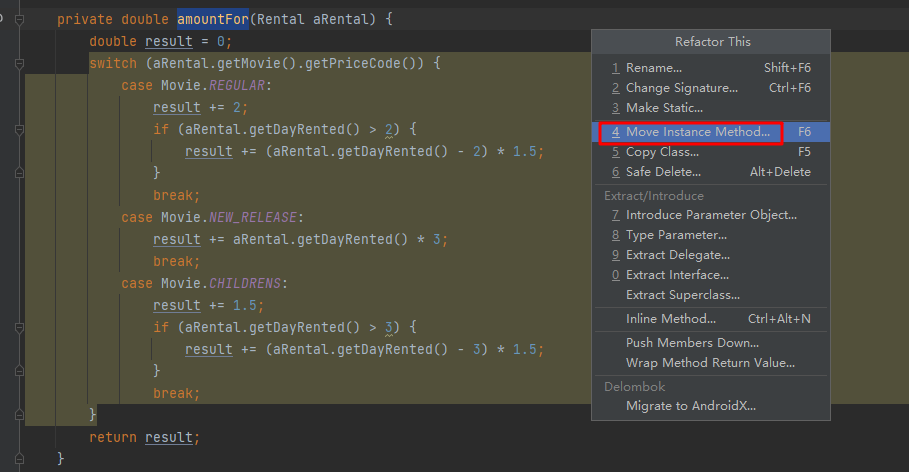 private double amountFor(Rental aRental) {
double result = 0;
switch (aRental.getMovie().getPriceCode()) {
case Movie.REGULAR:
result += 2;
if (aRental.getDayRented() > 2) {
result += (aRental.getDayRented() - 2) * 1.5;
}
break;
case Movie.NEW_RELEASE:
result += aRental.getDayRented() * 3;
break;
case Movie.CHILDRENS:
result += 1.5;
if (aRental.getDayRented() > 3) {
result += (aRental.getDayRented() - 3) * 1.5;
}
break;
}
return result;
}
Refactor This
1 Rename... Shift+F6
2 Change Signature... Ctrl+F6
3 Make Static...
4 Move Instance Method... F6
5 Copy Class... F5
6 Safe Delete... Alt+Delete
Extract/Introduce
7 Introduce Parameter Object...
8 Type Parameter...
9 Extract Delegate...
0 Extract Interface...
Extract Superclass...
Inline Method... Ctrl+Alt+N
Push Members Down...
Wrap Method Return Value...
Delombok
Migrate to AndroidX...